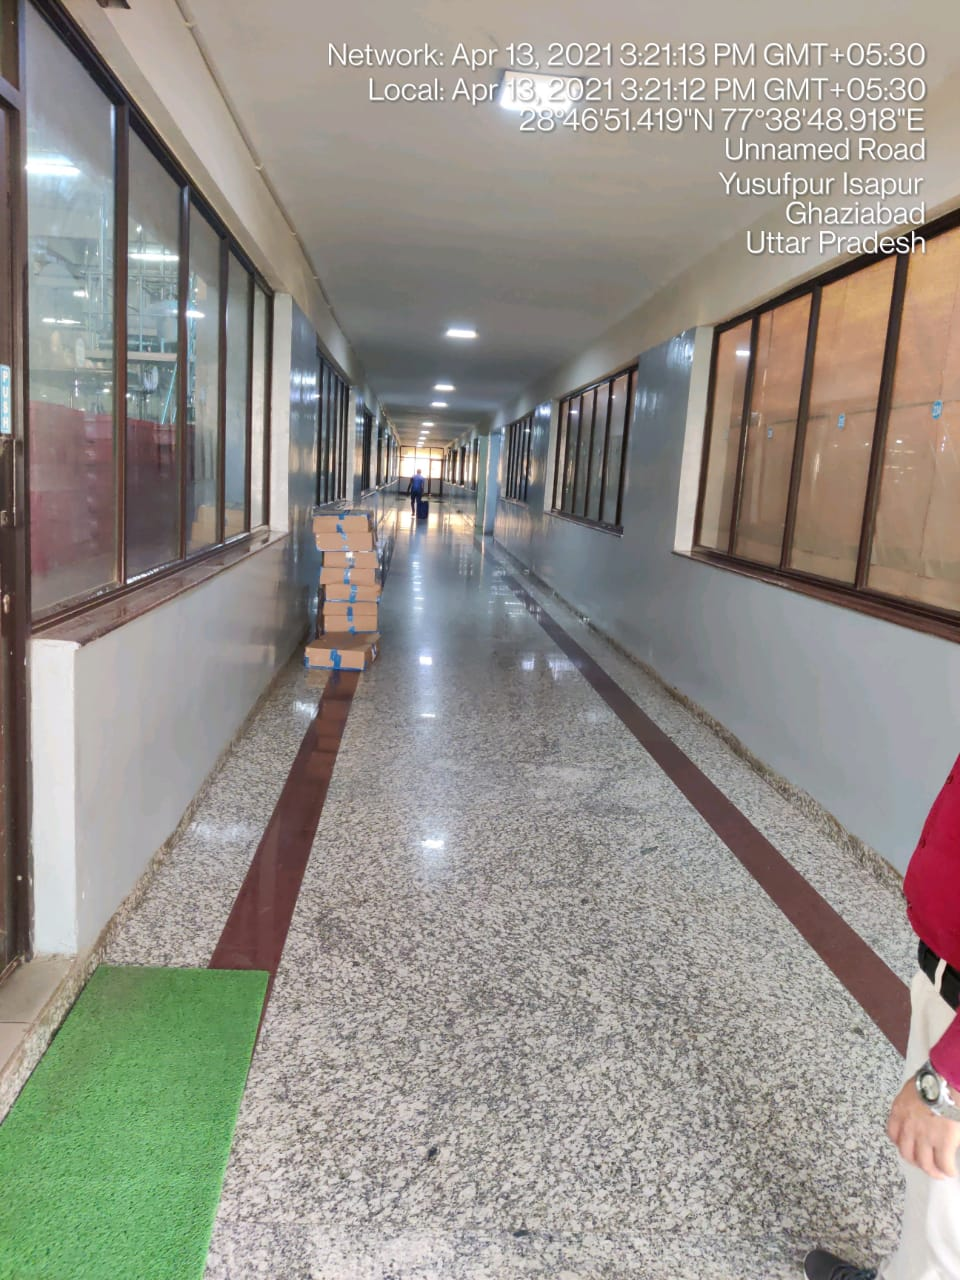 Network: Apr 13, 2021 3:21:13 PM GMT+05:30
Local: Apr 13, 2021 3:21:12 PM GMT+05:30
28°46'51.419"N 77°38'48.918"E
Unnamed Road
Yusufpur Isapur
Ghaziabad
Uttar Pradesh
PUSH